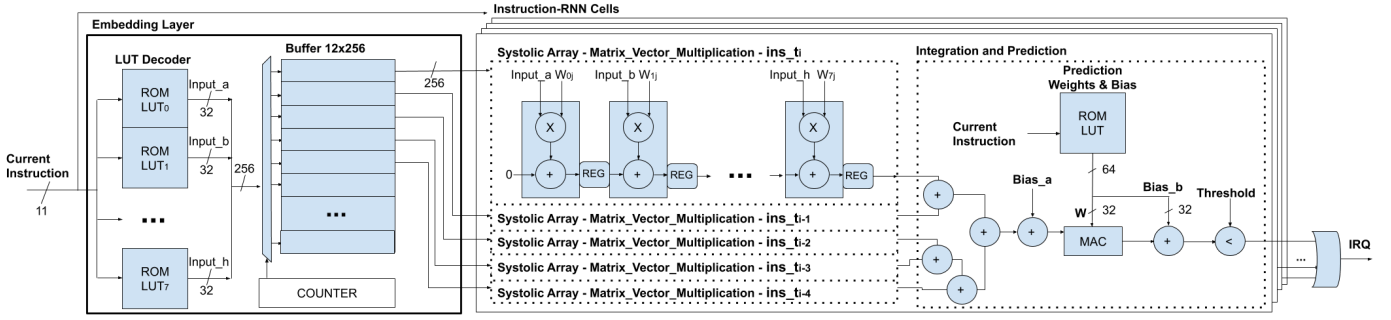 Instruction-RNN Cells
Embedding Layer
Buffer 12x256
LUT Decoder
ROM
LUT0
Input_a
32
ROM
LUT1
Input_b
32
256
Current
Instruction
11
...
ROM
LUT7
Input_h
32
...
COUNTER
256
Systolic Array - Matrix_Vector_Multiplication - ins_ti
Input_a W0j
Input_b W1j
Input_h W7j
X
X
X
0
+
REG
+
REG
...
+
REG
Systolic Array - Matrix_Vector_Multiplication - ins_ti-1
Systolic Array - Matrix_Vector_Multiplication - ins_ti-2
Systolic Array - Matrix_Vector_Multiplication - ins_ti-3
Systolic Array - Matrix_Vector_Multiplication - ins_ti-4
Integration and Prediction
Prediction
Weights & Bias
ROM
LUT
Current
Instruction
64
Bias_a
Bias_b
Threshold
W
32
32
+
+
+
+
+
MAC
+
<
...
IRQ